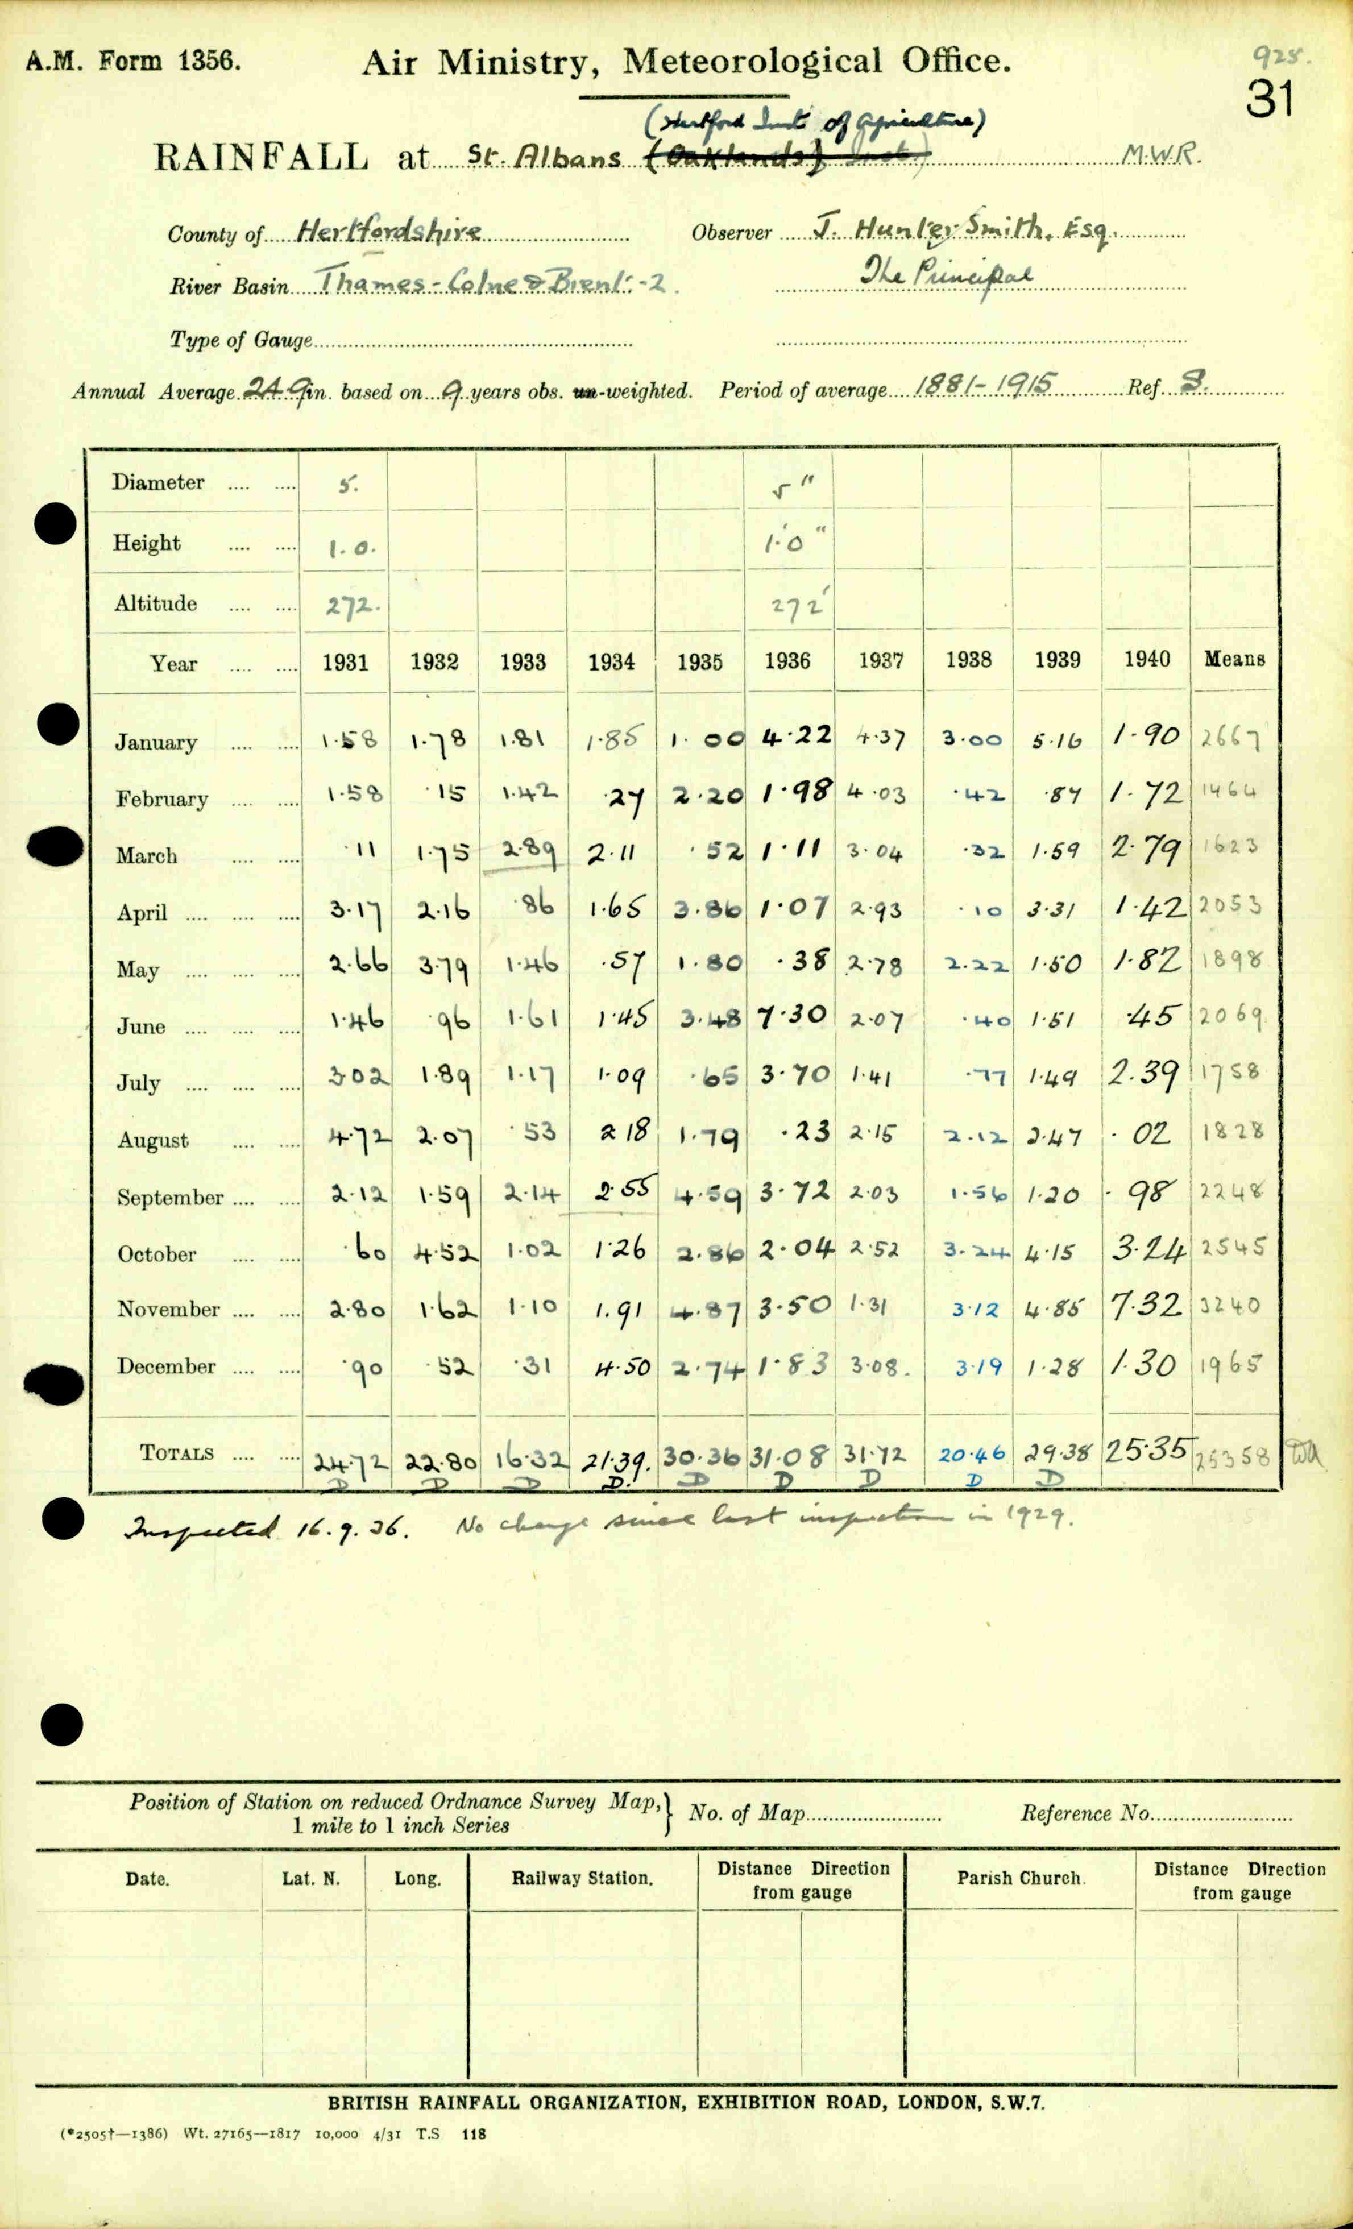 A.M. Form 1356. Air Ministry, Meteorological Office. 925.
31
(Hertford Inst. of Agriculture)
RAINFALL at St. Albans (Oaklands) Inst.) M.W.R.
County of Hertfordshire Observer J. Hunter Smith, Esq.
River Basin Thames - Colne & Brent - 2. The Principal
Type of Gauge
Annual Average 24.9 in. based on 9 years obs. un-weighted. Period of average 1881-1915 Ref. S.
Diameter .... .... 5. 5"
Height .... .... 1.0. 1'0"
Altitude .... .... 272. 272'
Year .... .... 1931 1932 1933 1934 1935 1936 1937 1938 1939 1940 Means
January .... .... 1.58 1.78 1.81 1.85 1.00 4.22 4.37 3.00 5.16 1.90 2667
February .... .... 1.58 .15 1.42 .27 2.20 1.98 4.03 .42 .87 1.72 1464
March .... .... .11 1.75 2.89 2.11 .52 1.11 3.04 .32 1.59 2.79 1623
April .... .... .... 3.17 2.16 .86 1.65 3.86 1.07 2.93 .10 3.31 1.42 2053
May .... .... .... 2.66 3.79 1.46 .57 1.80 .38 2.78 2.22 1.50 1.82 1898
June .... .... .... 1.46 .96 1.61 1.45 3.48 7.30 2.07 .40 1.51 .45 2069
July .... .... .... 3.02 1.89 1.17 1.09 .65 3.70 1.41 .77 1.49 2.39 1758
August .... .... 4.72 2.07 .53 2.18 1.79 .23 2.15 2.12 2.47 .02 1828
September .... .... 2.12 1.59 2.14 2.55 4.59 3.72 2.03 1.56 1.20 .98 2248
October .... .... .60 4.52 1.02 1.26 2.86 2.04 2.52 3.24 4.15 3.24 2545
November .... .... 2.80 1.62 1.10 1.91 4.87 3.50 1.31 3.12 4.85 7.32 3240
December .... .... .90 .52 .31 4.50 2.74 1.83 3.08. 3.19 1.28 1.30 1965
TOTALS .... .... 24.72 22.80 16.32 21.39. 30.36 31.08 31.72 20.46 29.38 25.35 25358
D D D D. D D D D D
Inspected 16.9.36. No change since last inspection in 1929.
Position of Station on reduced Ordnance Survey Map,} No. of Map Reference No.
1 mile to 1 inch Series
Date. Lat. N. Long. Railway Station. Distance Direction from gauge Parish Church. Distance Direction from gauge
BRITISH RAINFALL ORGANIZATION, EXHIBITION ROAD, LONDON, S.W.7.
(*2505†—1386) Wt. 27165—1817 10,000 4/31 T.S 118